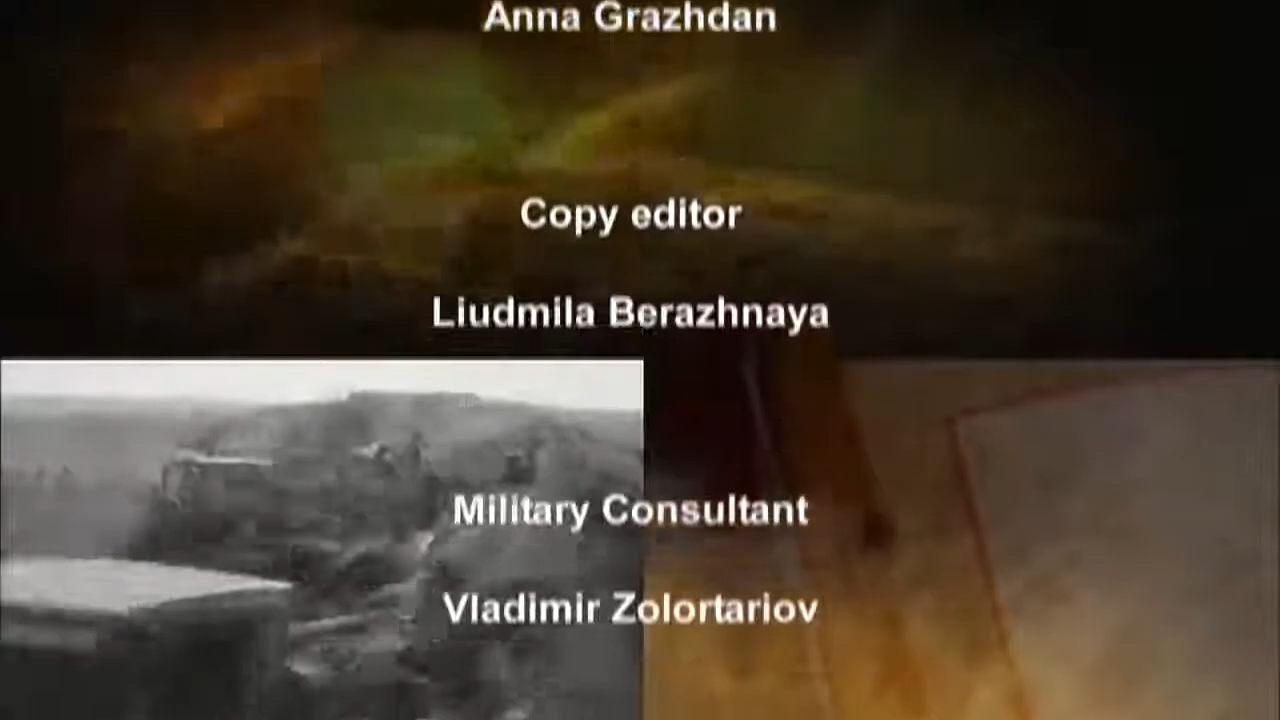 Anna Grazhdan
Copy editor
Liudmila Berazhnaya
Military Consultant
Vladimir Zolortariov